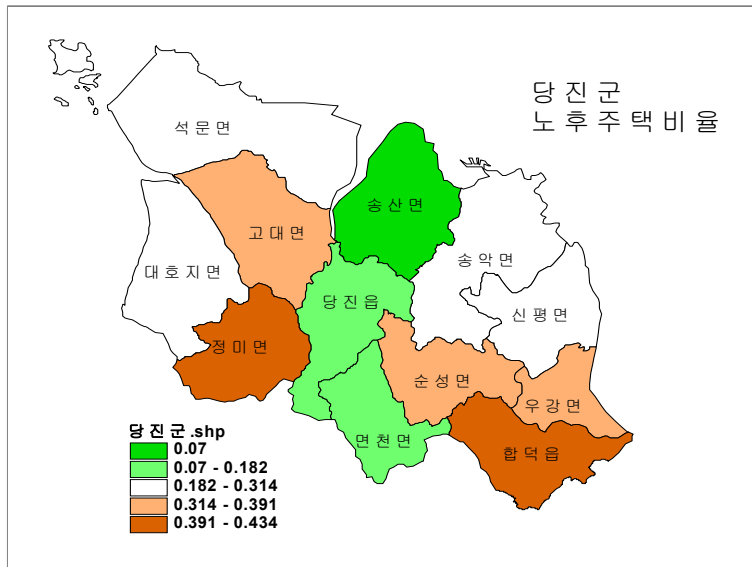 당진군
노후주택비율
석문면
송산면
고대면
송악면
대호지면
당진읍
신평면
정미면
순성면
우강면
면천면
합덕읍
당진군.shp
0.07
0.07 - 0.182
0.182 - 0.314
0.314 - 0.391
0.391 - 0.434